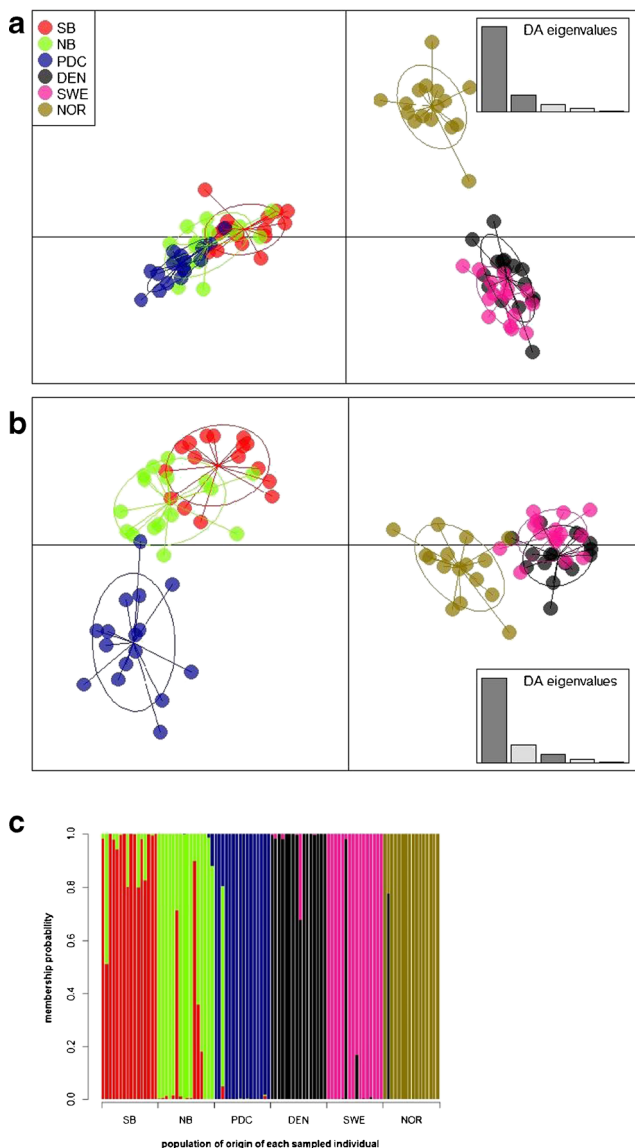 a
SB
NB
PDC
DEN
SWE
NOR
DA eigenvalues
b
DA eigenvalues
c
membership probability
1.0
0.8
0.6
0.4
0.2
0.0
SB NB PDC DEN SWE NOR
population of origin of each sampled individual